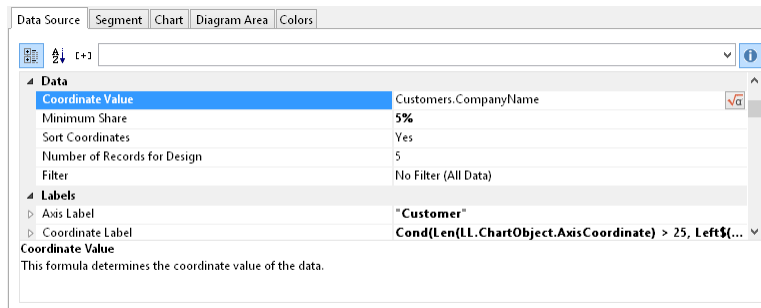 Data Source Segment Chart Diagram Area Colors
Data
Coordinate Value Customers.CompanyName
Minimum Share 5%
Sort Coordinates Yes
Number of Records for Design 5
Filter No Filter (All Data)
Labels
Axis Label "Customer"
Coordinate Label Cond(Len(LL.ChartObject.AxisCoordinate) > 25, Left$(...
Coordinate Value
This formula determines the coordinate value of the data.